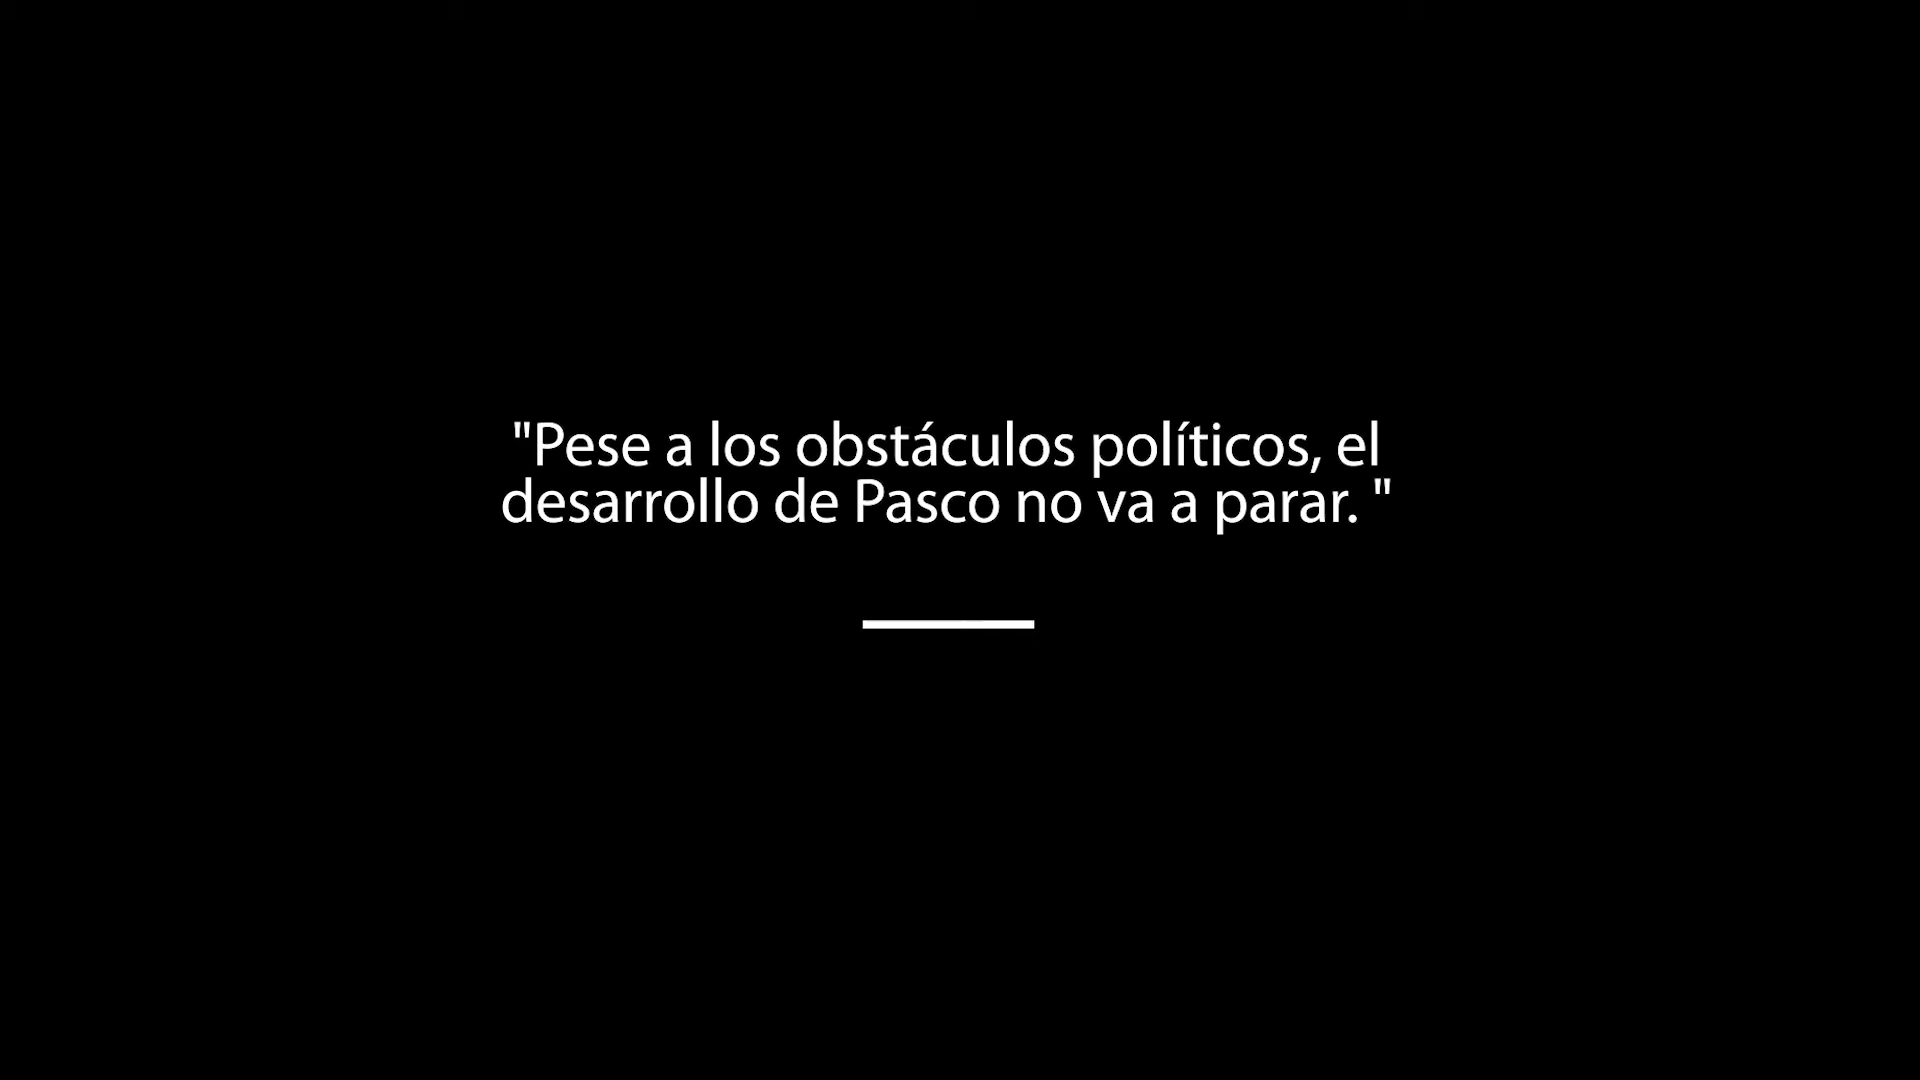 "Pese a los obstáculos políticos, el
desarrollo de Pasco no va a parar. "